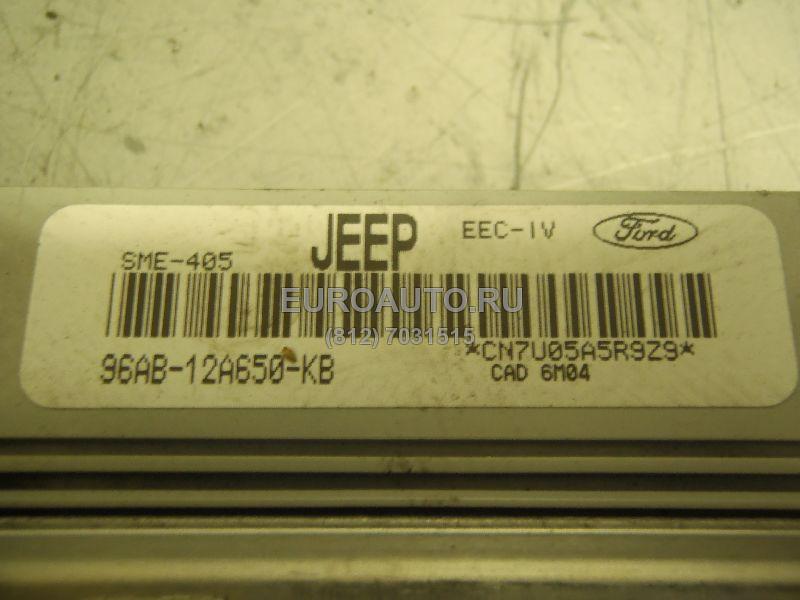 JEEP EEC-IV Ford
SME-405
EUROAUTO.RU
(812) 7031515
*CN7U05A5R9Z9*
96AB-12A650-KB
CAD 6M04